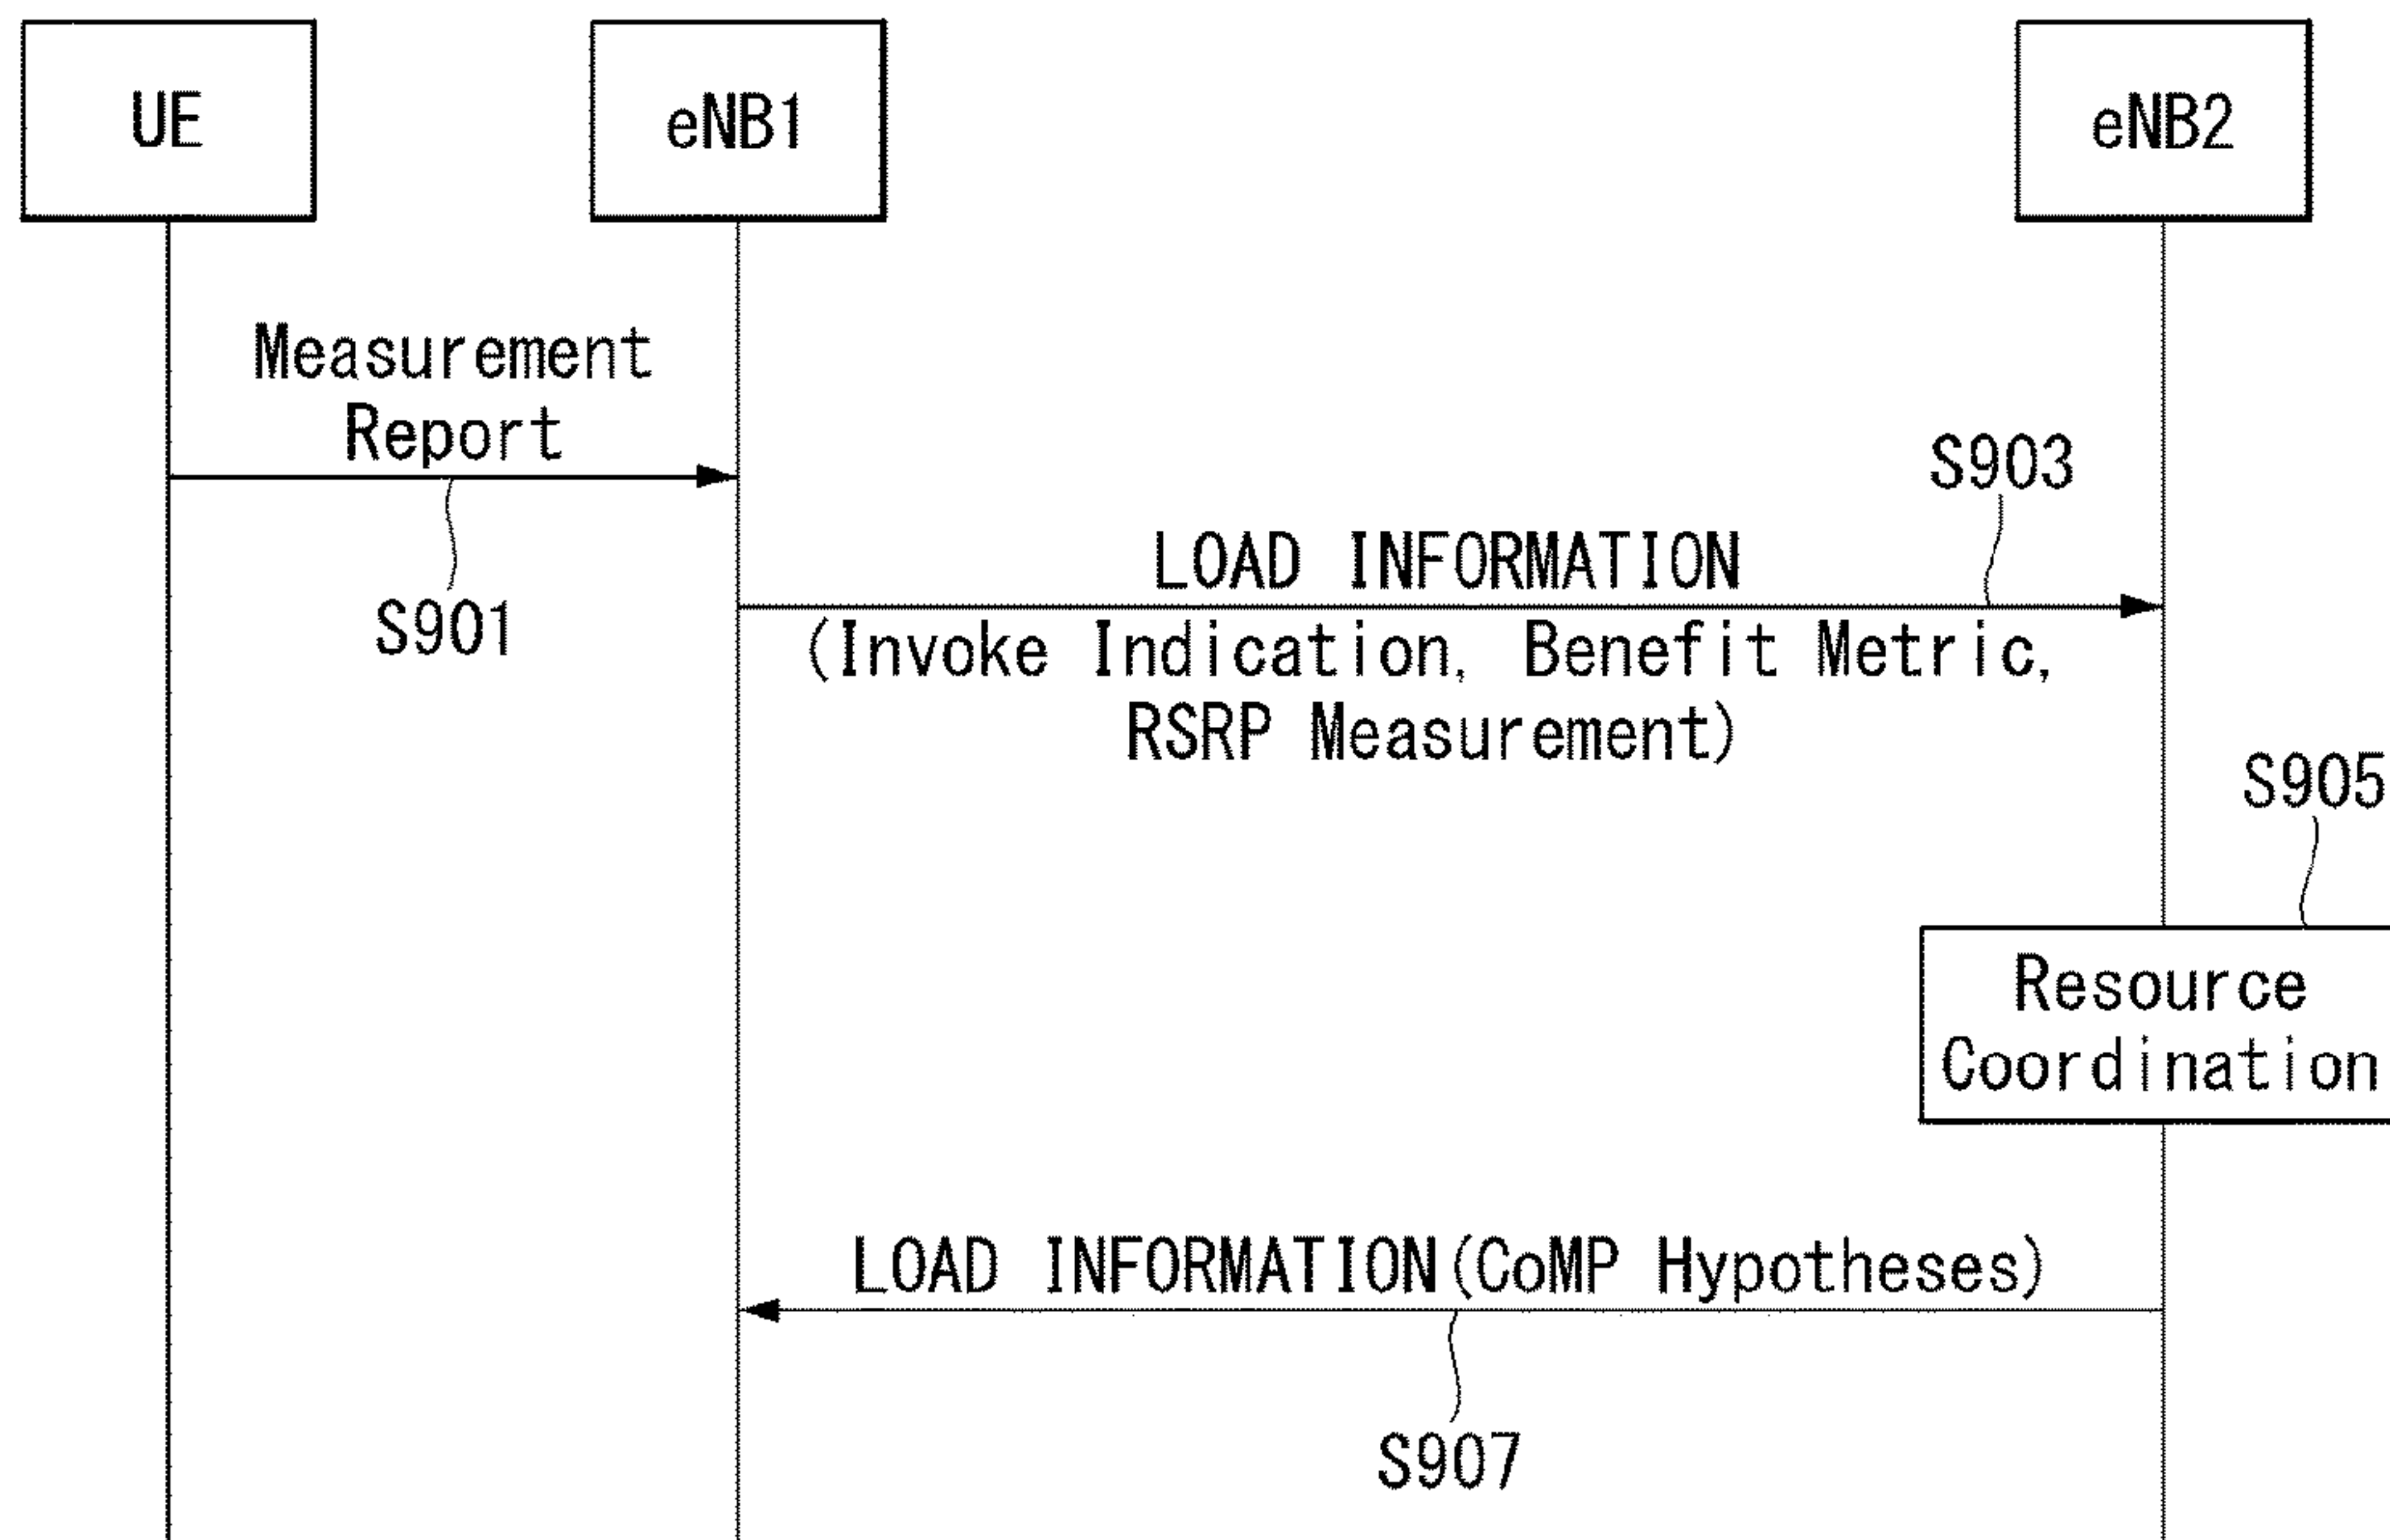 UE
eNB1
eNB2
Measurement
Report
S901
S903
LOAD INFORMATION
(Invoke Indication, Benefit Metric,
RSRP Measurement)
S905
Resource
Coordination
LOAD INFORMATION(CoMP Hypotheses)
S907